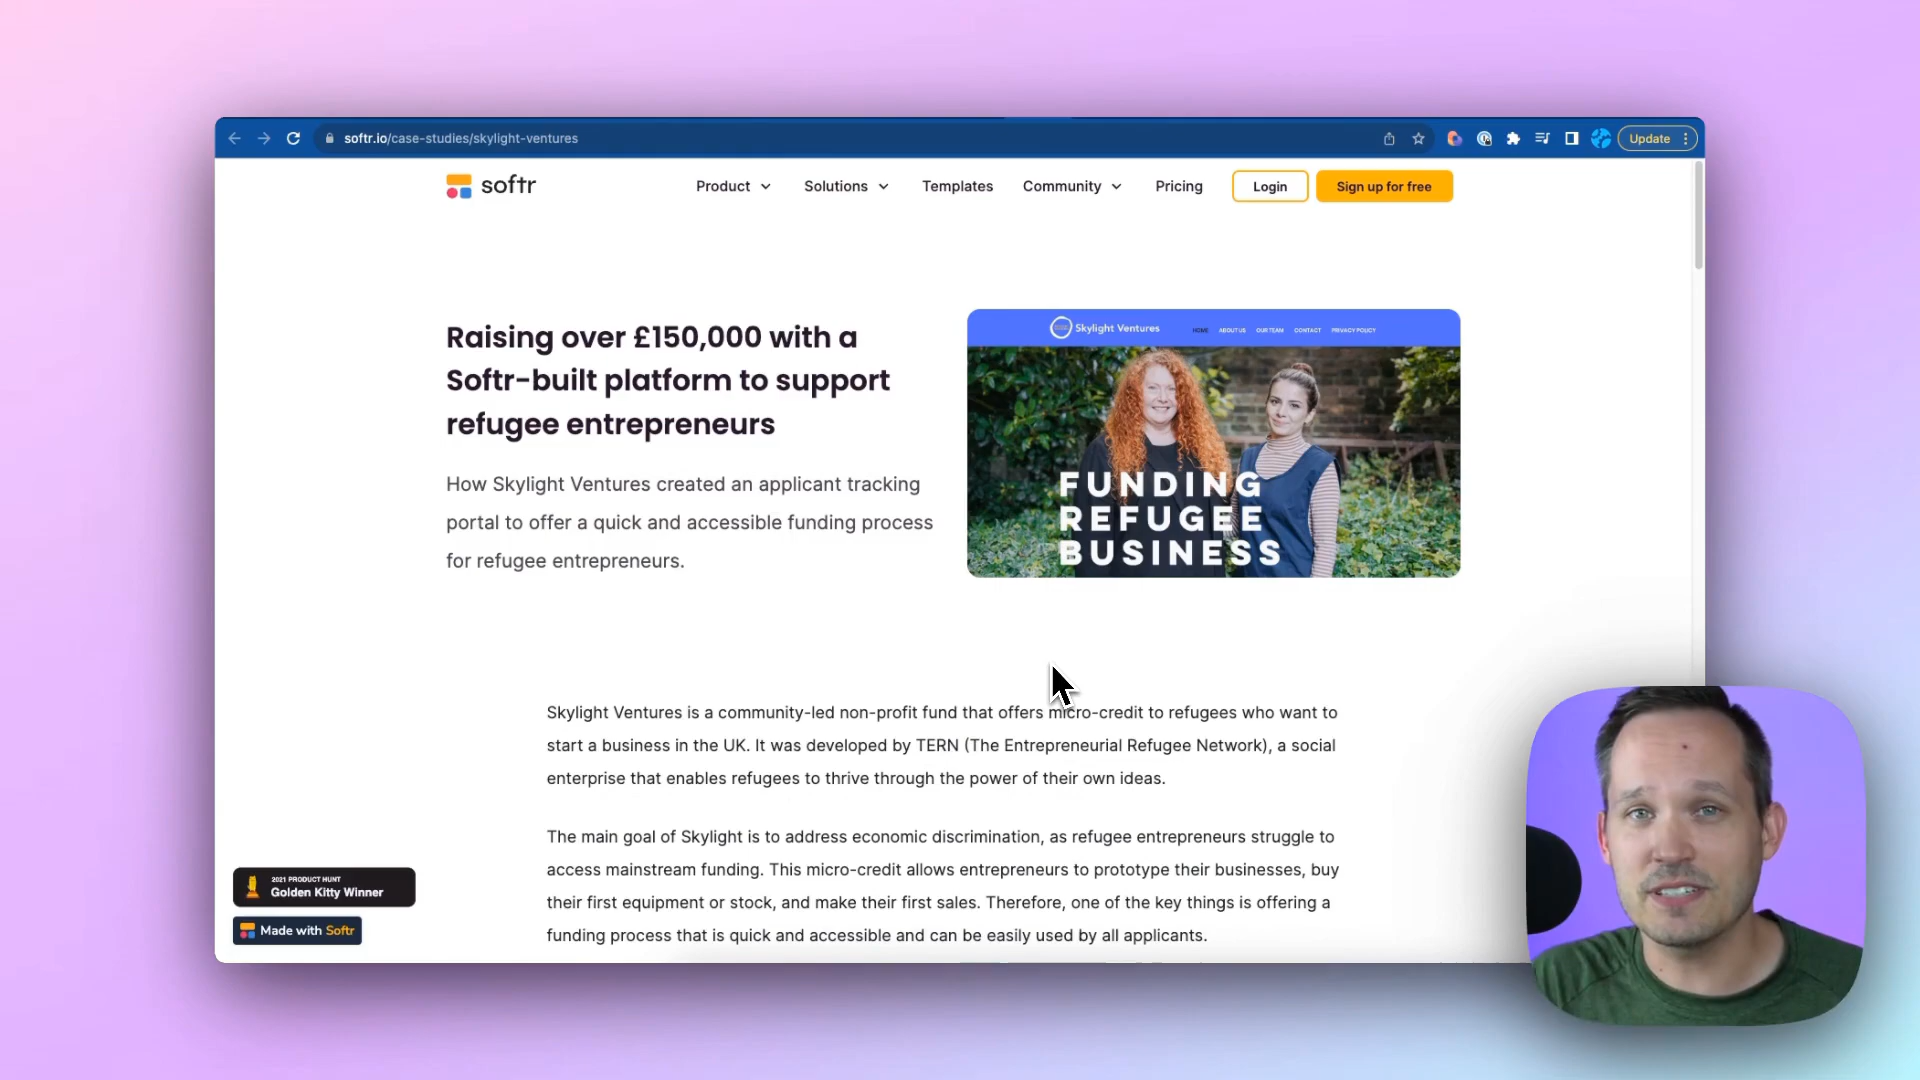 softr.io/case-studies/skylight-ventures
Update
softr
Product
Solutions
Templates
Community
Pricing
Login
Sign up for free
Raising over £150,000 with a
Softr-built platform to support
refugee entrepreneurs
How Skylight Ventures created an applicant tracking
portal to offer a quick and accessible funding process
for refugee entrepreneurs.
Skylight Ventures
HOME
ABOUT US
OUR TEAM
CONTACT
PRIVACY POLICY
FUNDING
REFUGEE
BUSINESS
Skylight Ventures is a community-led non-profit fund that offers micro-credit to refugees who want to
start a business in the UK. It was developed by TERN (The Entrepreneurial Refugee Network), a social
enterprise that enables refugees to thrive through the power of their own ideas.
The main goal of Skylight is to address economic discrimination, as refugee entrepreneurs struggle to
access mainstream funding. This micro-credit allows entrepreneurs to prototype their businesses, buy
their first equipment or stock, and make their first sales. Therefore, one of the key things is offering a
funding process that is quick and accessible and can be easily used by all applicants.
2021 PRODUCT HUNT
Golden Kitty Winner
Made with Softr